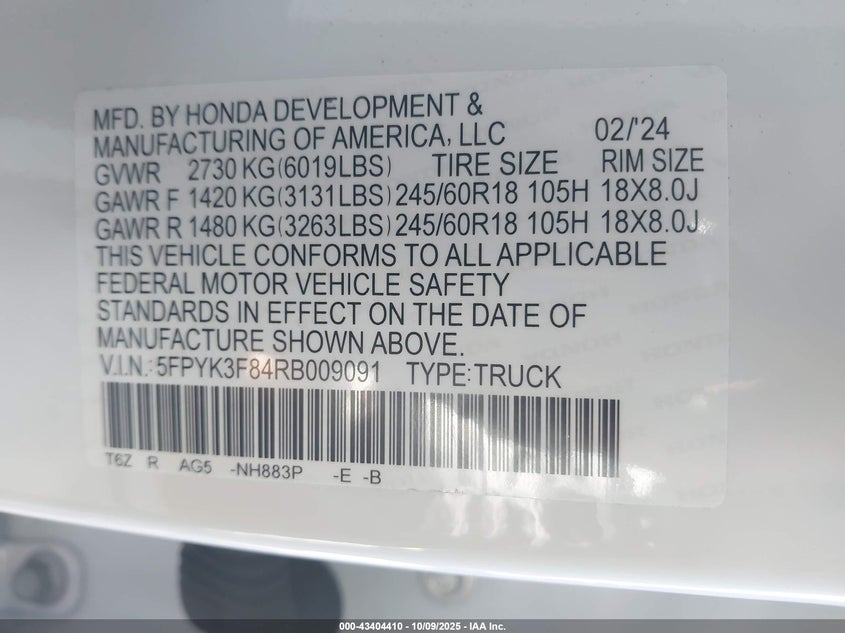 MFD. BY HONDA DEVELOPMENT &
MANUFACTURING OF AMERICA, LLC 02/'24
GVWR 2730 KG(6019LBS) TIRE SIZE RIM SIZE
GAWR F 1420 KG(3131LBS) 245/60R18 105H 18X8.0J
GAWR R 1480 KG(3263LBS) 245/60R18 105H 18X8.0J
THIS VEHICLE CONFORMS TO ALL APPLICABLE
FEDERAL MOTOR VEHICLE SAFETY
STANDARDS IN EFFECT ON THE DATE OF
MANUFACTURE SHOWN ABOVE.
V.I.N.:5FPYK3F84RB009091 TYPE:TRUCK
T6Z R AG5 -NH883P -E -B
000-43404410 - 10/09/2025 - IAA Inc.